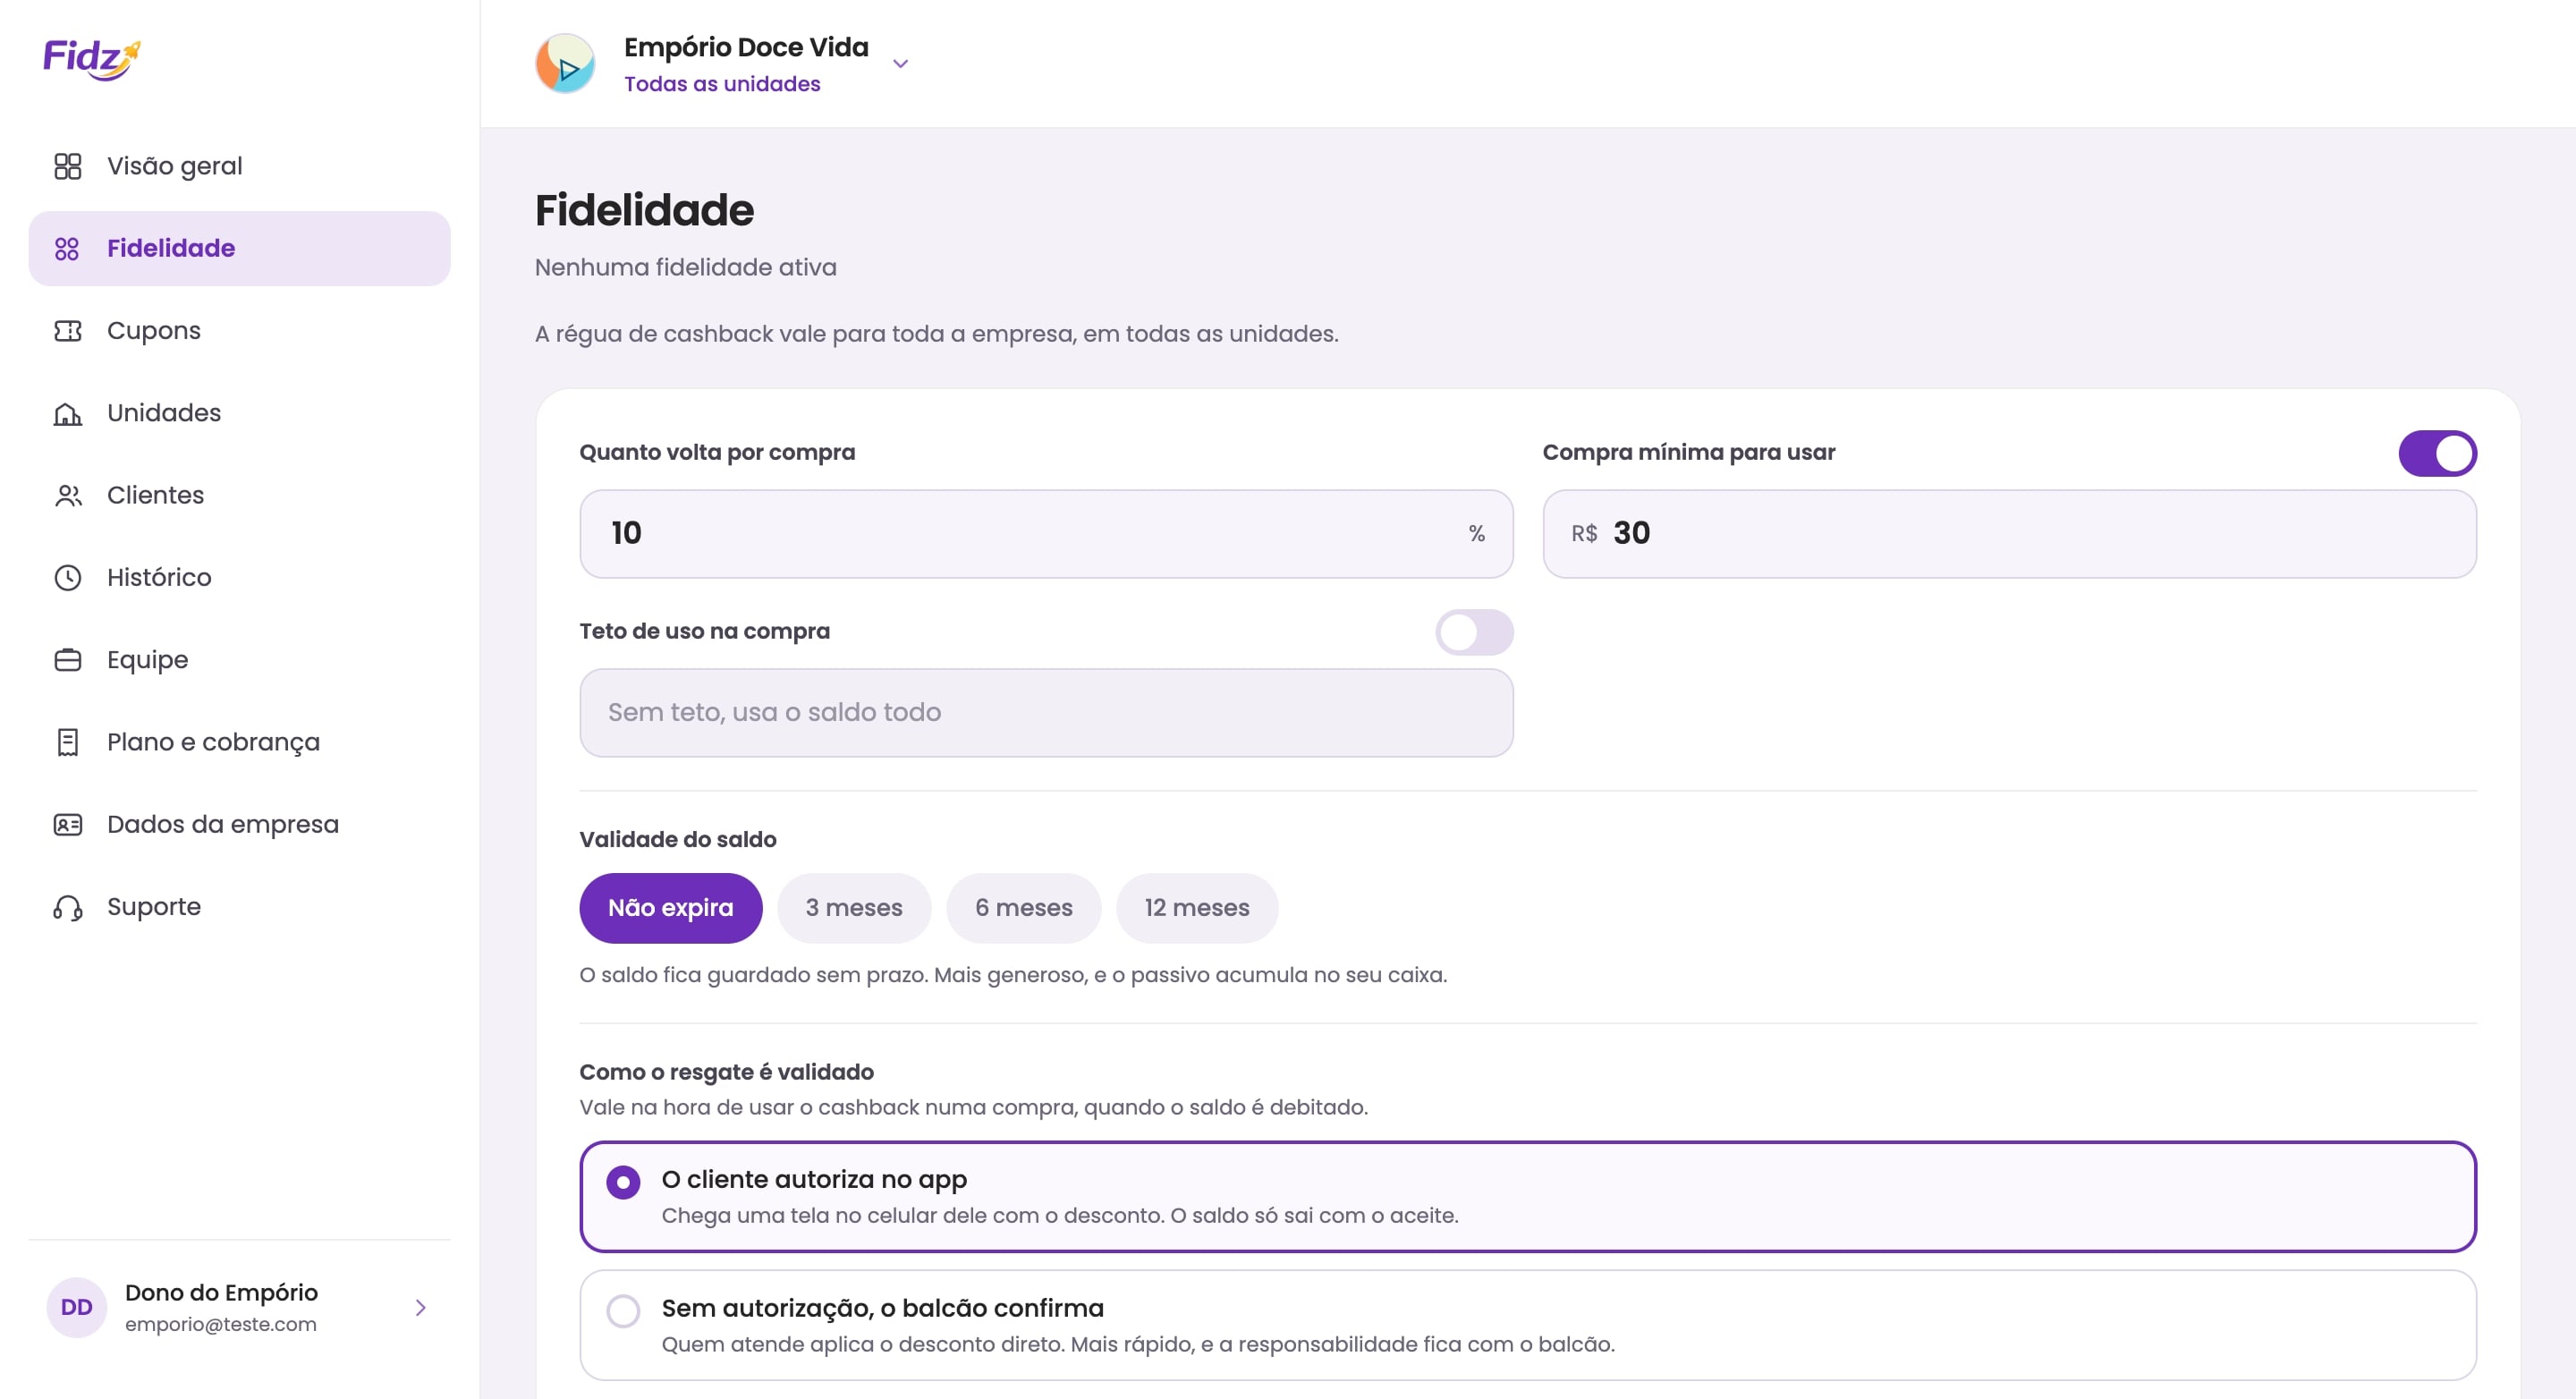 Fidz
Empório Doce Vida
Todas as unidades
Visão geral
Fidelidade
Cupons
Unidades
Clientes
Histórico
Equipe
Plano e cobrança
Dados da empresa
Suporte
DD
Dono do Empório
emporio@teste.com
Fidelidade
Nenhuma fidelidade ativa
A régua de cashback vale para toda a empresa, em todas as unidades.
Quanto volta por compra
10 %
Compra mínima para usar
R$ 30
Teto de uso na compra
Sem teto, usa o saldo todo
Validade do saldo
Não expira 3 meses 6 meses 12 meses
O saldo fica guardado sem prazo. Mais generoso, e o passivo acumula no seu caixa.
Como o resgate é validado
Vale na hora de usar o cashback numa compra, quando o saldo é debitado.
O cliente autoriza no app
Chega uma tela no celular dele com o desconto. O saldo só sai com o aceite.
Sem autorização, o balcão confirma
Quem atende aplica o desconto direto. Mais rápido, e a responsabilidade fica com o balcão.